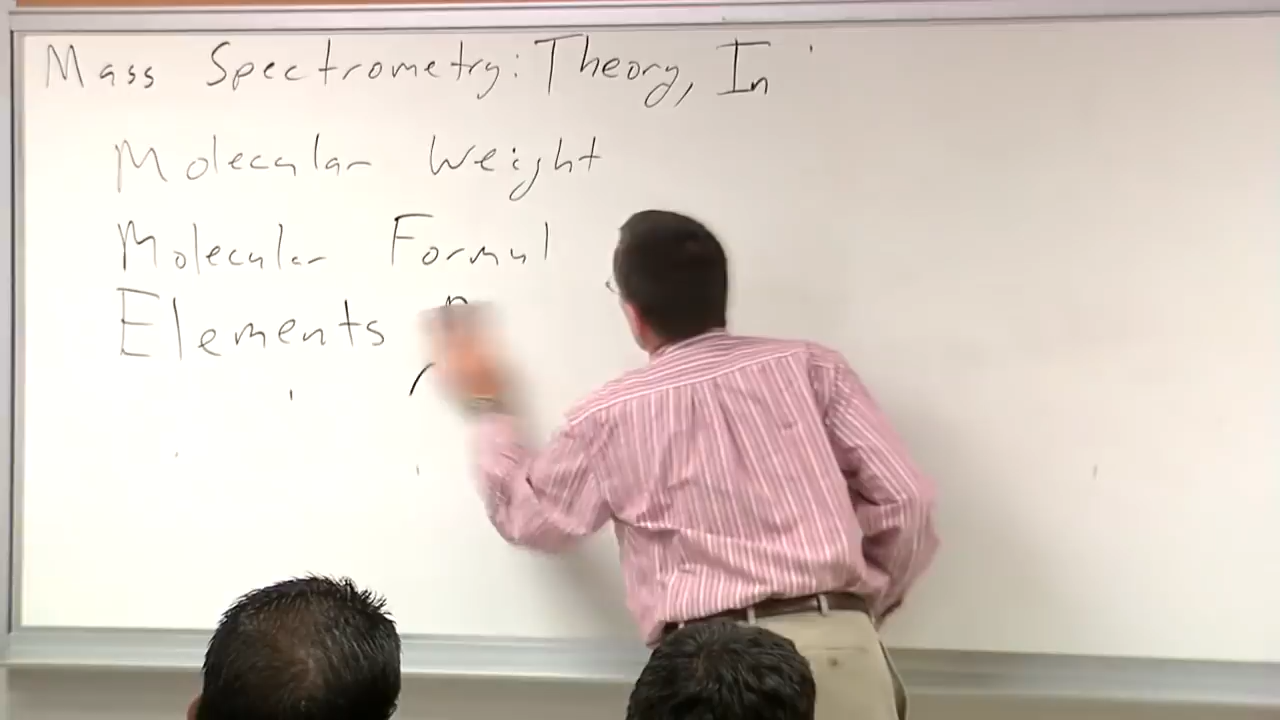 Mass Spectrometry: Theory, In
Molecular Weight
Molecular Formul
Elements